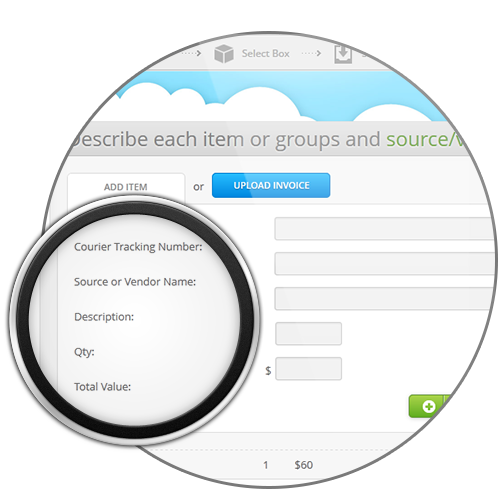 Select Box
Describe each item or groups and source/
ADD ITEM or UPLOAD INVOICE
Courier Tracking Number:
Source or Vendor Name:
Description:
Qty:
$
Total Value:
1 $60